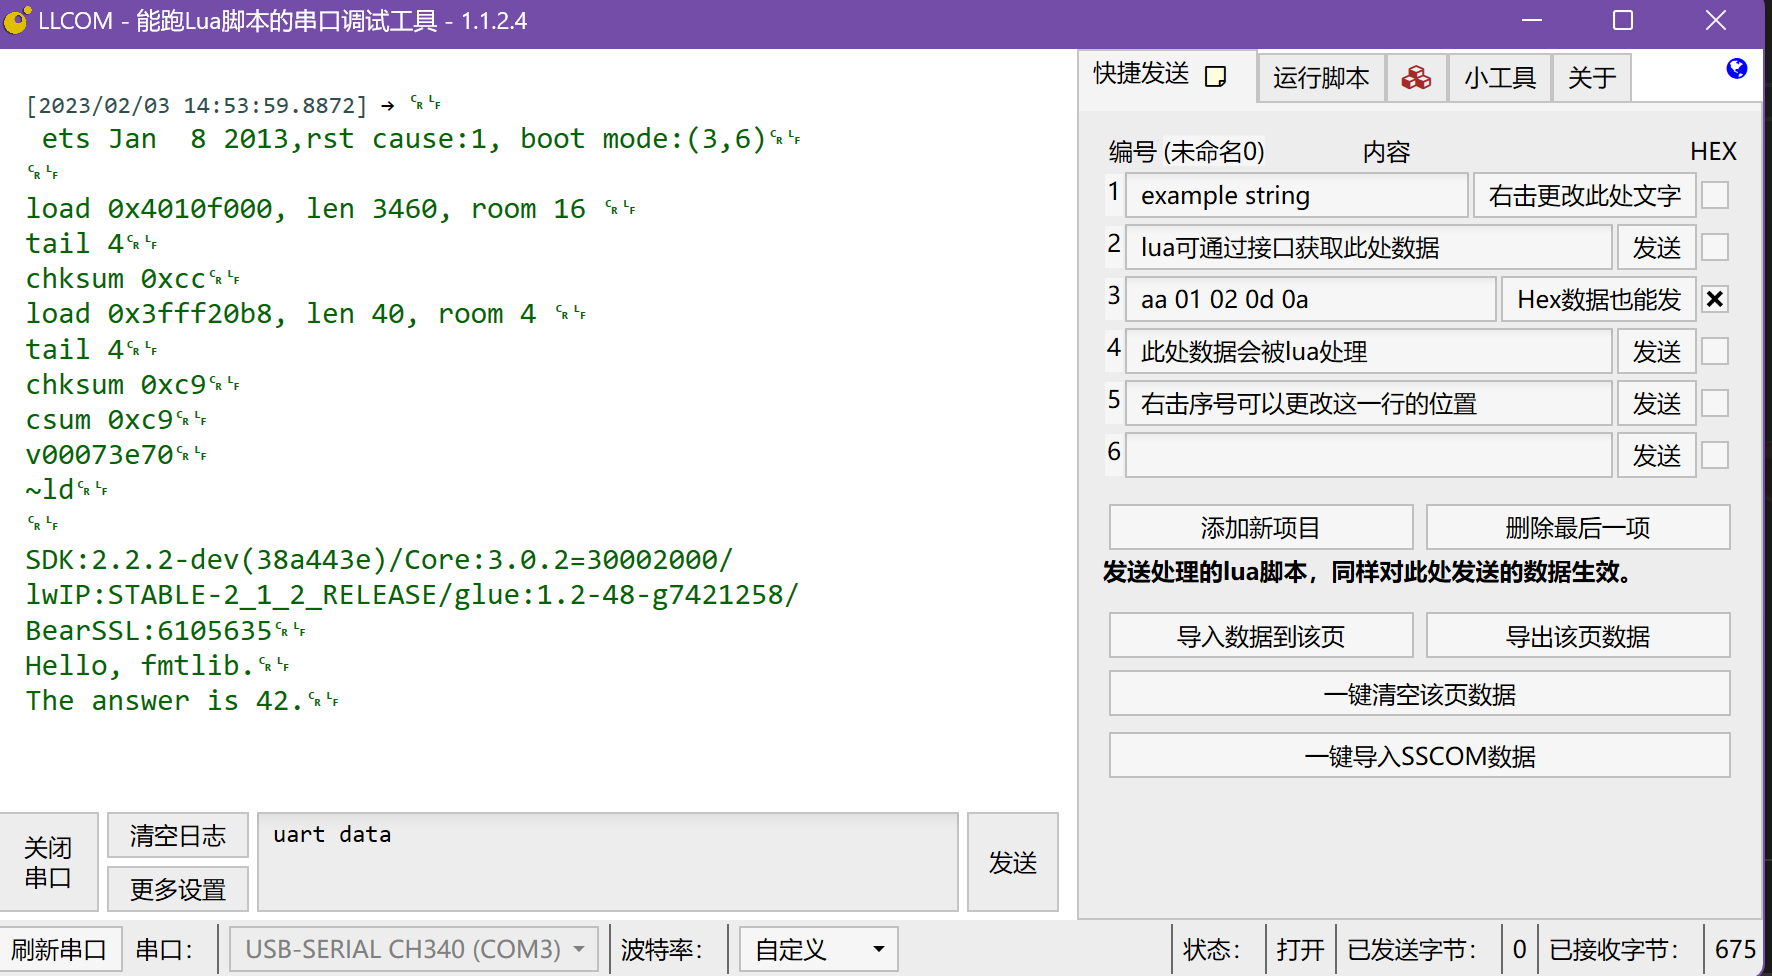 LLCOM - 能跑Lua脚本的串口调试工具 - 1.1.2.4
[2023/02/03 14:53:59.8872] →
ets Jan  8 2013,rst cause:1, boot mode:(3,6)
load 0x4010f000, len 3460, room 16
tail 4
chksum 0xcc
load 0x3fff20b8, len 40, room 4
tail 4
chksum 0xc9
csum 0xc9
v00073e70
~ld
SDK:2.2.2-dev(38a443e)/Core:3.0.2=30002000/
lwIP:STABLE-2_1_2_RELEASE/glue:1.2-48-g7421258/
BearSSL:6105635
Hello, fmtlib.
The answer is 42.
关闭
串口
清空日志
更多设置
uart data
发送
快捷发送 运行脚本 小工具 关于
编号 (未命名0) 内容 HEX
1 example string 右击更改此处文字
2 lua可通过接口获取此处数据 发送
3 aa 01 02 0d 0a Hex数据也能发
4 此处数据会被lua处理 发送
5 右击序号可以更改这一行的位置 发送
6 发送
添加新项目 删除最后一项
发送处理的lua脚本，同样对此处发送的数据生效。
导入数据到该页 导出该页数据
一键清空该页数据
一键导入SSCOM数据
刷新串口 串口： USB-SERIAL CH340 (COM3) 波特率： 自定义 状态： 打开 已发送字节： 0 已接收字节： 675